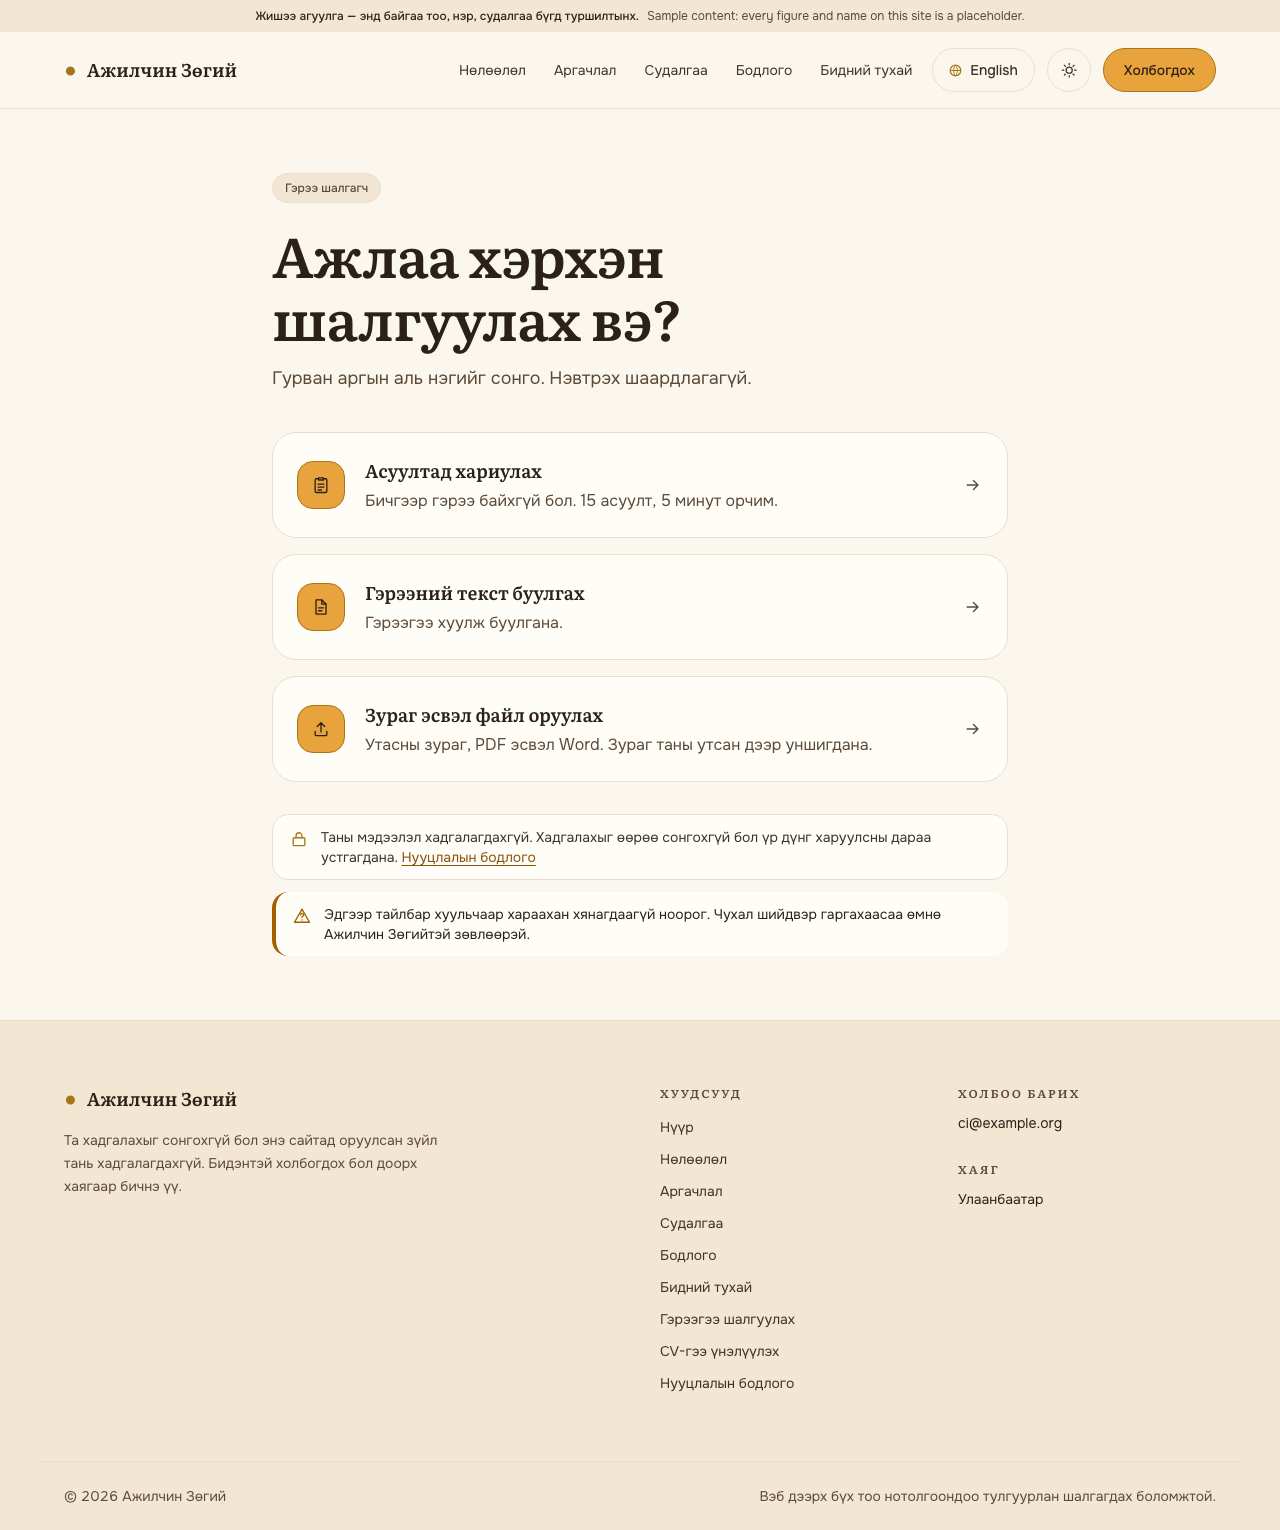 Жишээ агуулга — энд байгаа тоо, нэр, судалгаа бүгд туршилтынх. Sample content: every figure and name on this site is a placeholder.
Ажилчин Зөгий
Нөлөөлөл
Аргачлал
Судалгаа
Бодлого
Бидний тухай
English
Холбогдох
Гэрээ шалгагч
Ажлаа хэрхэн
шалгуулах вэ?
Гурван аргын аль нэгийг сонго. Нэвтрэх шаардлагагүй.
Асуултад хариулах
Бичгээр гэрээ байхгүй бол. 15 асуулт, 5 минут орчим.
Гэрээний текст буулгах
Гэрээгээ хуулж буулгана.
Зураг эсвэл файл оруулах
Утасны зураг, PDF эсвэл Word. Зураг таны утсан дээр уншигдана.
Таны мэдээлэл хадгалагдахгүй. Хадгалахыг өөрөө сонгохгүй бол үр дүнг харуулсны дараа
устгагдана. Нууцлалын бодлого
Эдгээр тайлбар хуульчаар хараахан хянагдаагүй ноорог. Чухал шийдвэр гаргахаасаа өмнө
Ажилчин Зөгийтэй зөвлөөрэй.
Ажилчин Зөгий
Та хадгалахыг сонгохгүй бол энэ сайтад оруулсан зүйл
тань хадгалагдахгүй. Бидэнтэй холбогдох бол доорх
хаягаар бичнэ үү.
ХУУДСУУД
Нүүр
Нөлөөлөл
Аргачлал
Судалгаа
Бодлого
Бидний тухай
Гэрээгээ шалгуулах
CV-гээ үнэлүүлэх
Нууцлалын бодлого
ХОЛБОО БАРИХ
ci@example.org
ХАЯГ
Улаанбаатар
© 2026 Ажилчин Зөгий
Вэб дээрх бүх тоо нотолгоондоо тулгуурлан шалгагдах боломжтой.